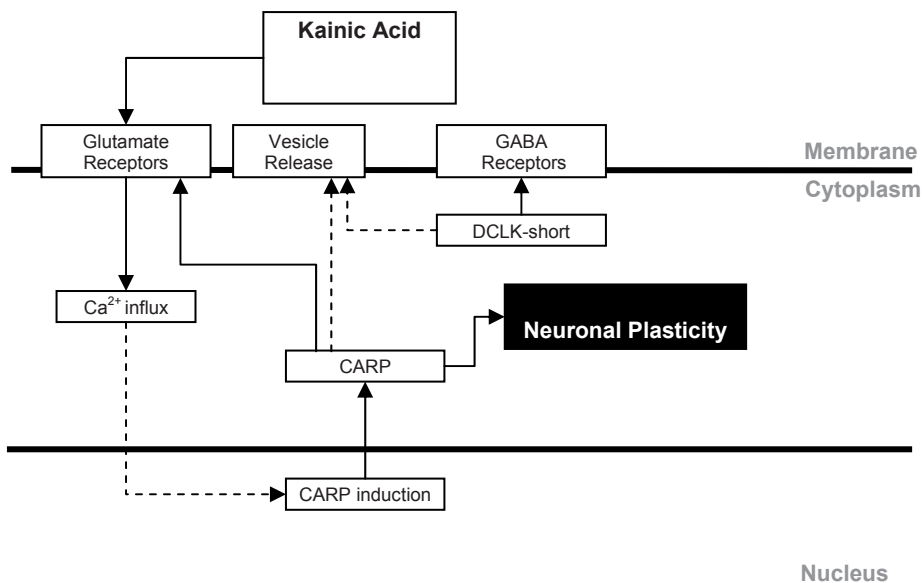 Kainic Acid
Glutamate
Receptors
Vesicle
Release
GABA
Receptors
Membrane
Cytoplasm
DCLK-short
Ca²⁺ influx
Neuronal Plasticity
CARP
CARP induction
Nucleus